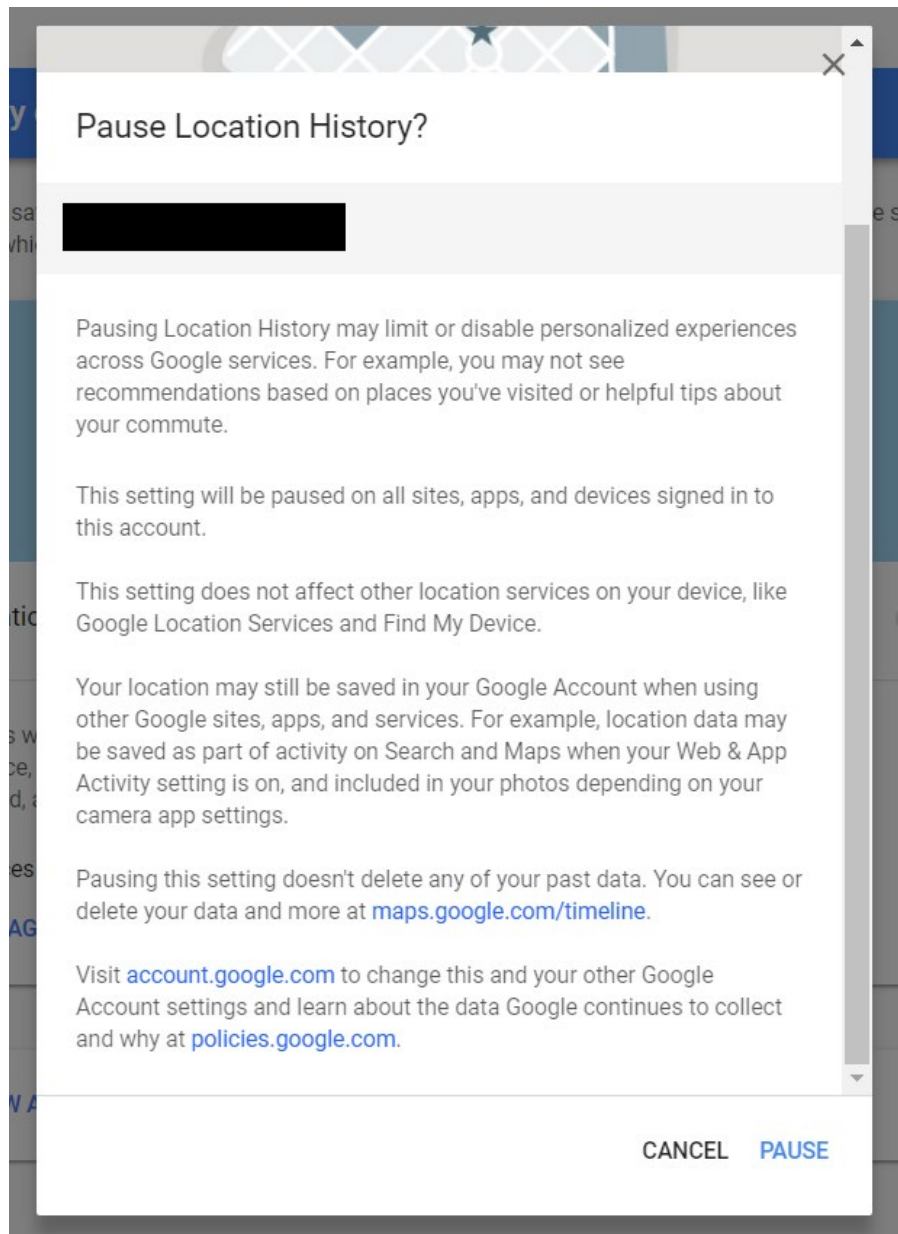 Pause Location History?
Pausing Location History may limit or disable personalized experiences
across Google services. For example, you may not see
recommendations based on places you've visited or helpful tips about
your commute.
This setting will be paused on all sites, apps, and devices signed in to
this account.
This setting does not affect other location services on your device, like
Google Location Services and Find My Device.
Your location may still be saved in your Google Account when using
other Google sites, apps, and services. For example, location data may
be saved as part of activity on Search and Maps when your Web & App
Activity setting is on, and included in your photos depending on your
camera app settings.
Pausing this setting doesn't delete any of your past data. You can see or
delete your data and more at maps.google.com/timeline.
Visit account.google.com to change this and your other Google
Account settings and learn about the data Google continues to collect
and why at policies.google.com.
CANCEL PAUSE